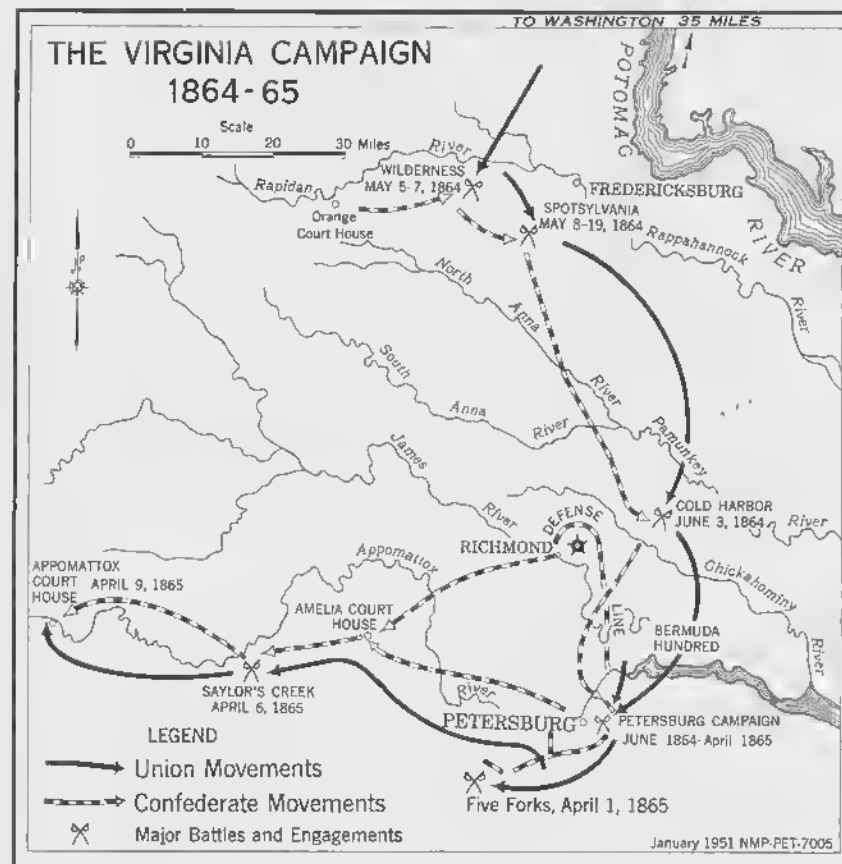 TO WASHINGTON 35 MILES
THE VIRGINIA CAMPAIGN
1864-65
Scale
0 10 20 30 Miles
POTOMAC
RIVER
River
Rapidan
WILDERNESS
MAY 5-7, 1864
Orange
Court House
FREDERICKSBURG
SPOTSYLVANIA
MAY 8-19, 1864
Rappahannock
River
North
Anna
River
South
Anna
River
Pamunkey
River
James
River
COLD HARBOR
JUNE 3, 1864
DEFENSE
LINE
RICHMOND
Chickahominy
River
Appomattox
River
APPOMATTOX
COURT
HOUSE
APRIL 9, 1865
AMELIA COURT
HOUSE
BERMUDA
HUNDRED
SAYLOR'S CREEK
APRIL 6, 1865
PETERSBURG
PETERSBURG CAMPAIGN
JUNE 1864-April 1865
Five Forks, April 1, 1865
LEGEND
Union Movements
Confederate Movements
Major Battles and Engagements
January 1951 NMP-PET-7005